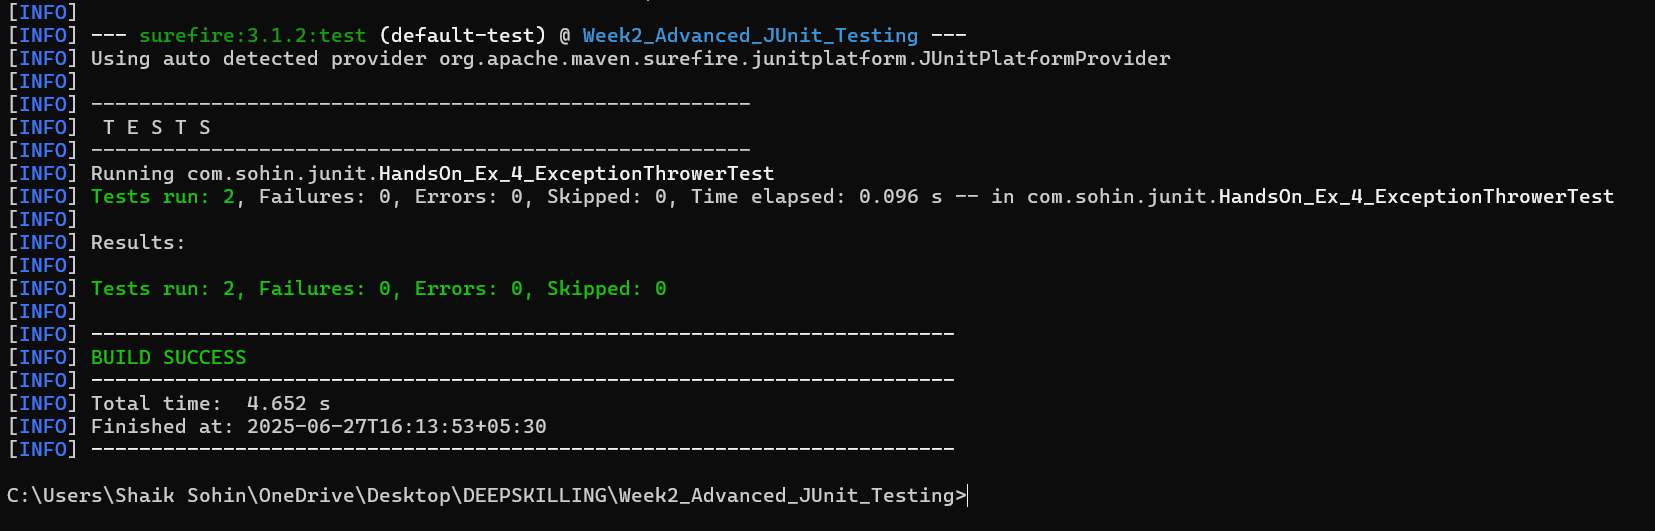 [INFO]
[INFO] --- surefire:3.1.2:test (default-test) @ Week2_Advanced_JUnit_Testing ---
[INFO] Using auto detected provider org.apache.maven.surefire.junitplatform.JUnitPlatformProvider
[INFO]
[INFO] -------------------------------------------------------
[INFO]  T E S T S
[INFO] -------------------------------------------------------
[INFO] Running com.sohin.junit.HandsOn_Ex_4_ExceptionThrowerTest
[INFO] Tests run: 2, Failures: 0, Errors: 0, Skipped: 0, Time elapsed: 0.096 s -- in com.sohin.junit.HandsOn_Ex_4_ExceptionThrowerTest
[INFO]
[INFO] Results:
[INFO]
[INFO] Tests run: 2, Failures: 0, Errors: 0, Skipped: 0
[INFO]
[INFO] ------------------------------------------------------------------------
[INFO] BUILD SUCCESS
[INFO] ------------------------------------------------------------------------
[INFO] Total time:  4.652 s
[INFO] Finished at: 2025-06-27T16:13:53+05:30
[INFO] ------------------------------------------------------------------------
C:\Users\Shaik Sohin\OneDrive\Desktop\DEEPSKILLING\Week2_Advanced_JUnit_Testing>